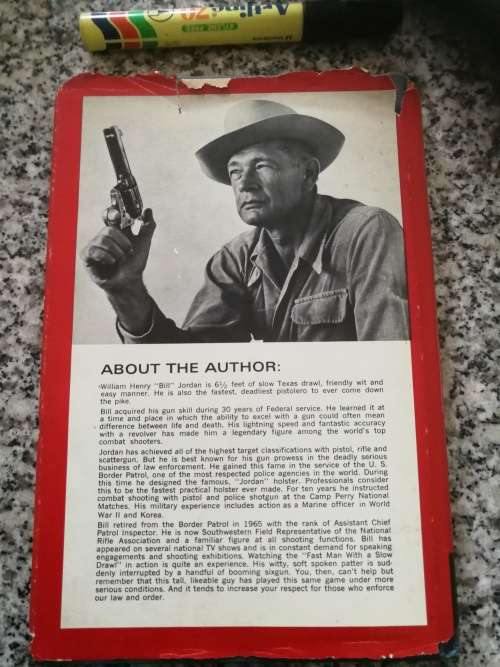 Artline 70
XYLENE FREE
ABOUT THE AUTHOR:
William Henry "Bill" Jordan is 6½ feet of slow Texas drawl, friendly wit and
easy manner. He is also the fastest, deadliest pistolero to ever come down
the pike.
Bill acquired his gun skill during 30 years of Federal service. He learned it at
a time and place in which the ability to excel with a gun could often mean
difference between life and death. His lightning speed and fantastic accuracy
with a revolver has made him a legendary figure among the world's top
combat shooters.
Jordan has achieved all of the highest target classifications with pistol, rifle and
scattergun. But he is best known for his gun prowess in the deadly serious
business of law enforcement. He gained this fame in the service of the U. S.
Border Patrol, one of the most respected police agencies in the world. During
this time he designed the famous, "Jordan" holster. Professionals consider
this to be the fastest practical holster ever made. For ten years he instructed
combat shooting with pistol and police shotgun at the Camp Perry National
Matches. His military experience includes action as a Marine officer in World
War II and Korea.
Bill retired from the Border Patrol in 1965 with the rank of Assistant Chief
Patrol Inspector. He is now Southwestern Field Representative of the National
Rifle Association and a familiar figure at all shooting functions. Bill has
appeared on several national TV shows and is in constant demand for speaking
engagements and shooting exhibitions. Watching the "Fast Man With a Slow
Drawl" in action is quite an experience. His witty, soft spoken patter is sud-
denly interrupted by a handful of booming sixgun. You, then, can't help but
remember that this tall, likeable guy has played this same game under more
serious conditions. And it tends to increase your respect for those who enforce
our law and order.